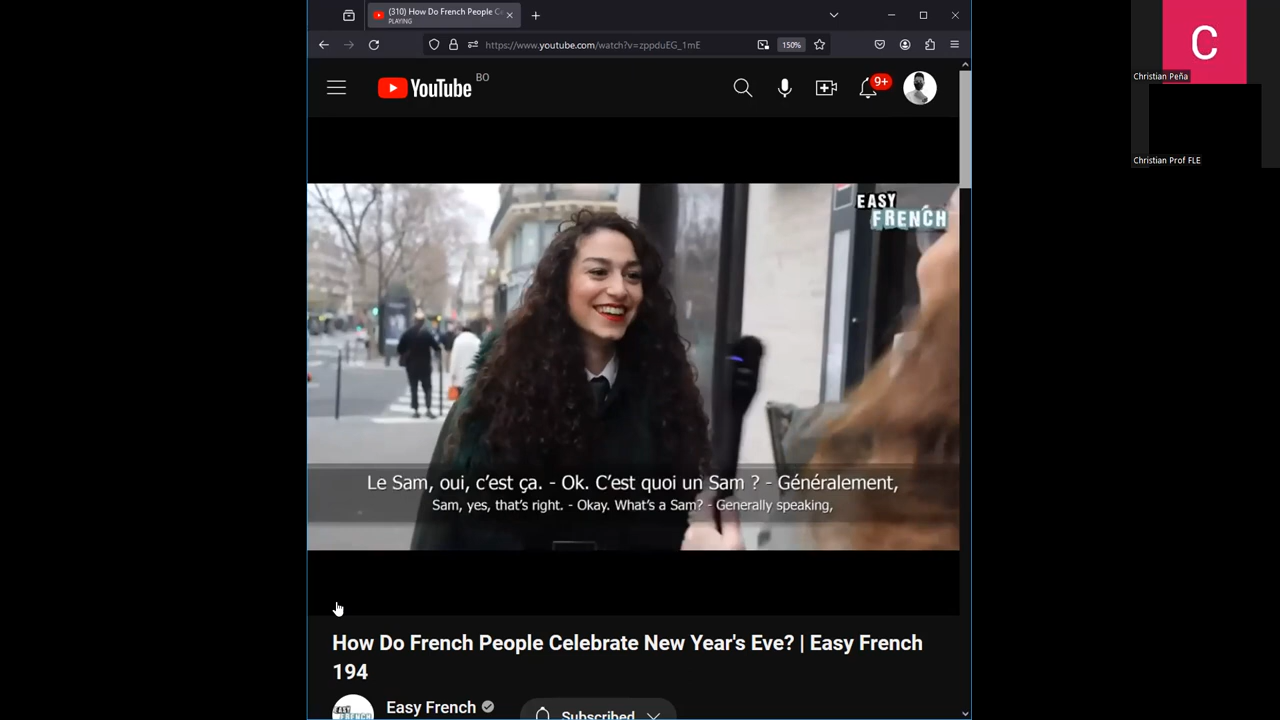 (310) How Do French People Ce
PLAYING
https://www.youtube.com/watch?v=zppduEG_1mE
150%
YouTube
BO
9+
C
Christian Peña
Christian Prof FLE
EASY
FRENCH
Le Sam, oui, c’est ça. - Ok. C’est quoi un Sam ? - Généralement,
Sam, yes, that’s right. - Okay. What’s a Sam? - Generally speaking,
How Do French People Celebrate New Year's Eve? | Easy French
194
EASY
FRENCH
Easy French
Subscribed